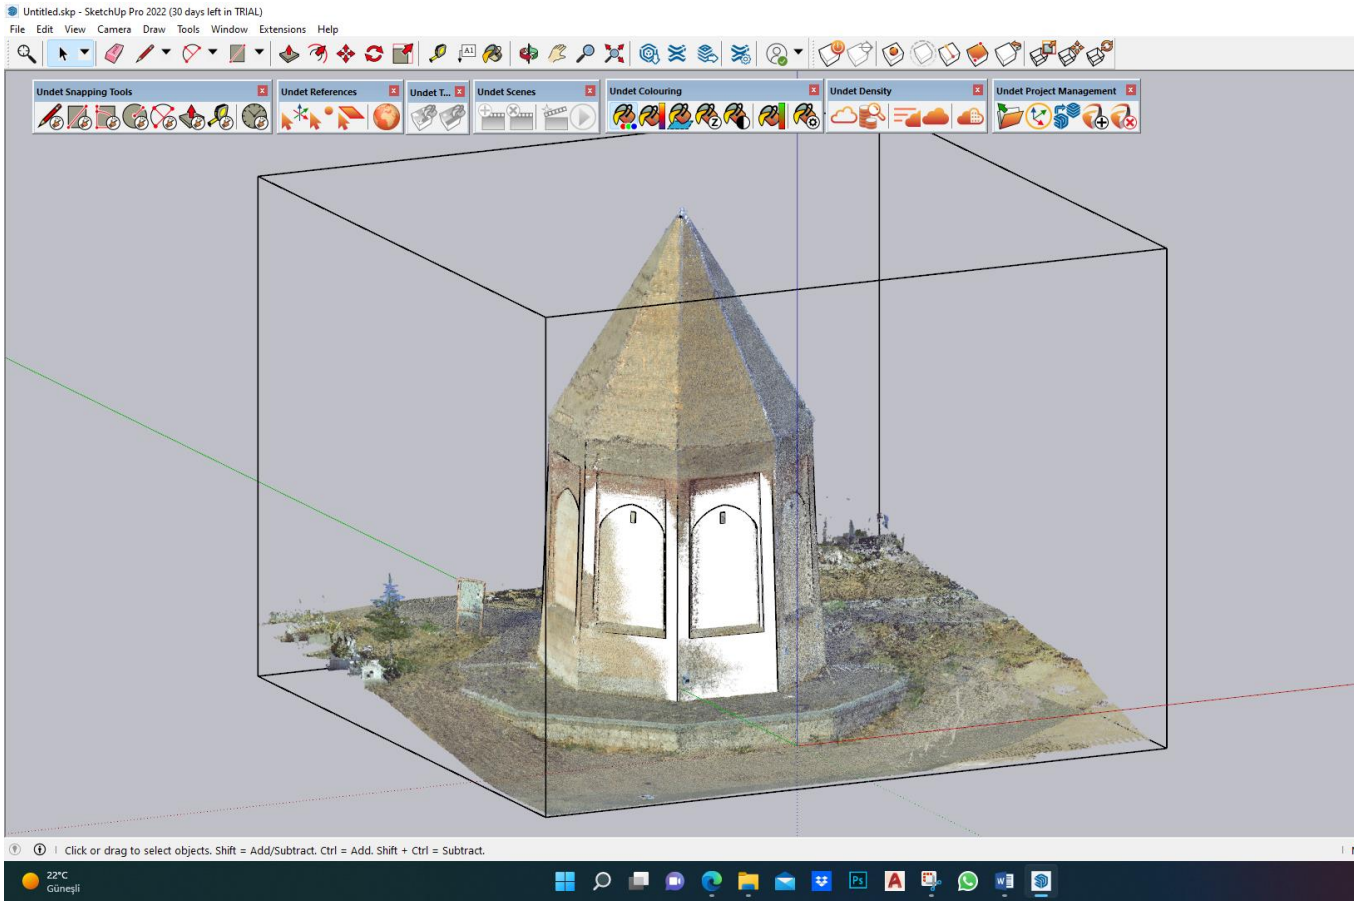 Untitled.skp - SketchUp Pro 2022 (30 days left in TRIAL)
File Edit View Camera Draw Tools Window Extensions Help
A1
Undet Snapping Tools x Undet References x Undet T... x Undet Scenes x Undet Colouring x Undet Density x Undet Project Management x
Z
Click or drag to select objects. Shift = Add/Subtract. Ctrl = Add. Shift + Ctrl = Subtract.
22°C
Güneşli
Ps A W